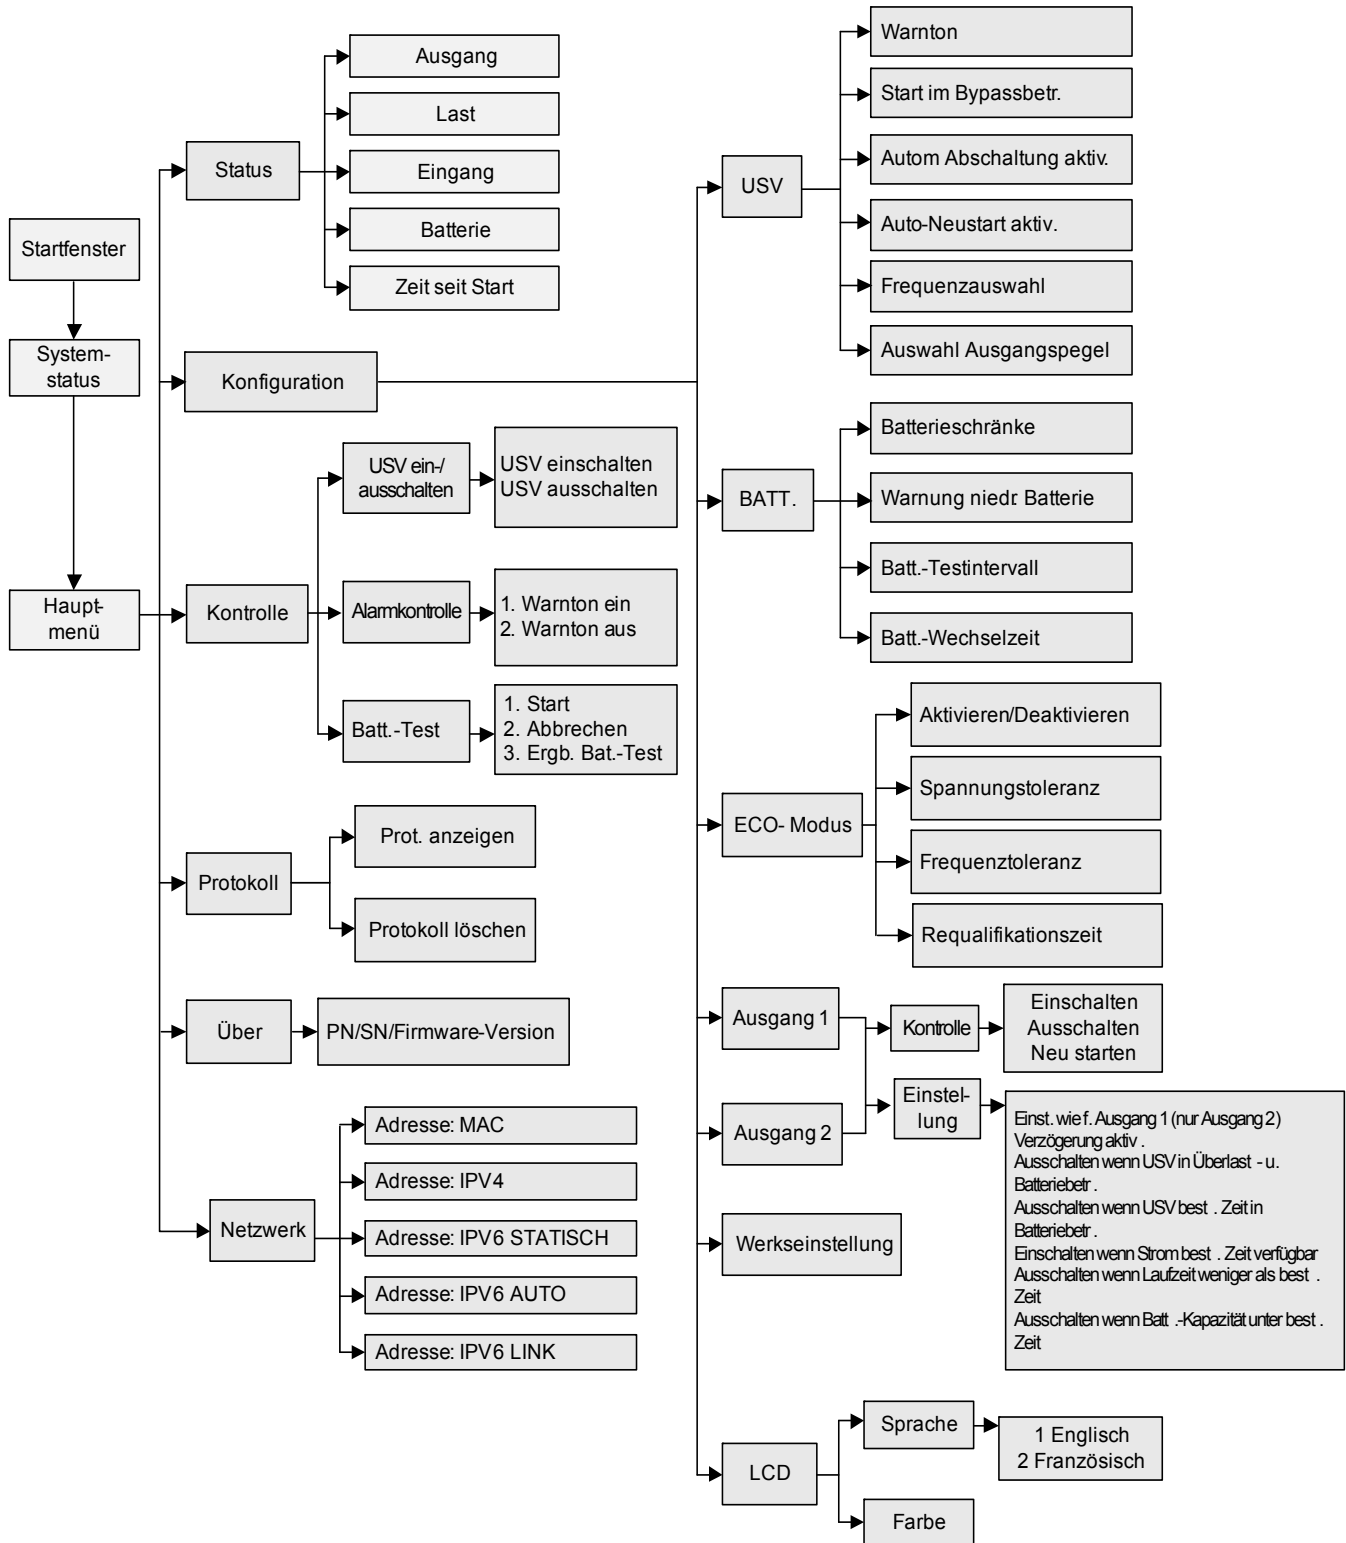 Startfenster
System-
status
Haupt-
menü
Status
Ausgang
Last
Eingang
Batterie
Zeit seit Start
Konfiguration
Kontrolle
USV ein-/
ausschalten
USV einschalten
USV ausschalten
Alarmkontrolle
1. Warnton ein
2. Warnton aus
Batt.-Test
1. Start
2. Abbrechen
3. Ergb. Bat.-Test
Protokoll
Prot. anzeigen
Protokoll löschen
Über
PN/SN/Firmware-Version
Netzwerk
Adresse: MAC
Adresse: IPV4
Adresse: IPV6 STATISCH
Adresse: IPV6 AUTO
Adresse: IPV6 LINK
USV
Warnton
Start im Bypassbetr.
Autom Abschaltung aktiv.
Auto-Neustart aktiv.
Frequenzauswahl
Auswahl Ausgangspegel
BATT.
Batterieschränke
Warnung niedr. Batterie
Batt.-Testintervall
Batt.-Wechselzeit
ECO- Modus
Aktivieren/Deaktivieren
Spannungstoleranz
Frequenztoleranz
Requalifikationszeit
Ausgang 1
Ausgang 2
Kontrolle
Einschalten
Ausschalten
Neu starten
Einstel-
lung
Einst. wie f. Ausgang 1 (nur Ausgang 2)
Verzögerung aktiv .
Ausschalten wenn USV in Überlast - u.
Batteriebetr .
Ausschalten wenn USV best . Zeit in
Batteriebetr .
Einschalten wenn Strom best . Zeit verfügbar
Ausschalten wenn Laufzeit weniger als best .
Zeit
Ausschalten wenn Batt .-Kapazität unter best .
Zeit
Werkseinstellung
LCD
Sprache
1 Englisch
2 Französisch
Farbe